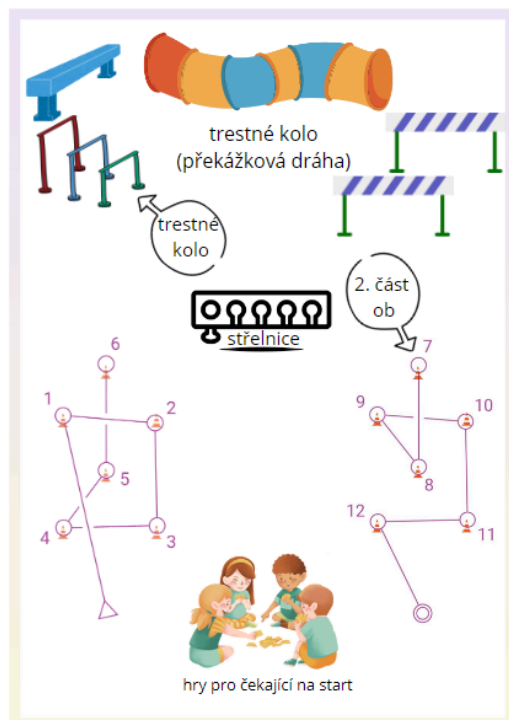 trestné kolo
(překážková dráha)
trestné
kolo
2. část
ob
střelnice
6
1
2
5
4
3
7
9
10
8
12
11
hry pro čekající na start